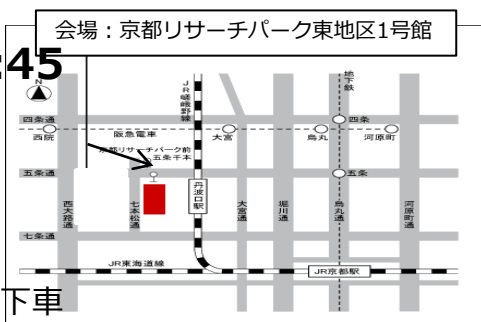 会場：京都リサーチパーク東地区1号館
:45
N
JR嵯峨野線
地下鉄
四条通
四条
西院
阪急電車
大宮
烏丸
河原町
京都リサーチパーク前
五条千本
五条通
五条
丹波口駅
西大路通
七本松通
大宮通
堀川通
烏丸通
河原町通
七条通
JR東海道線
JR京都駅
下車